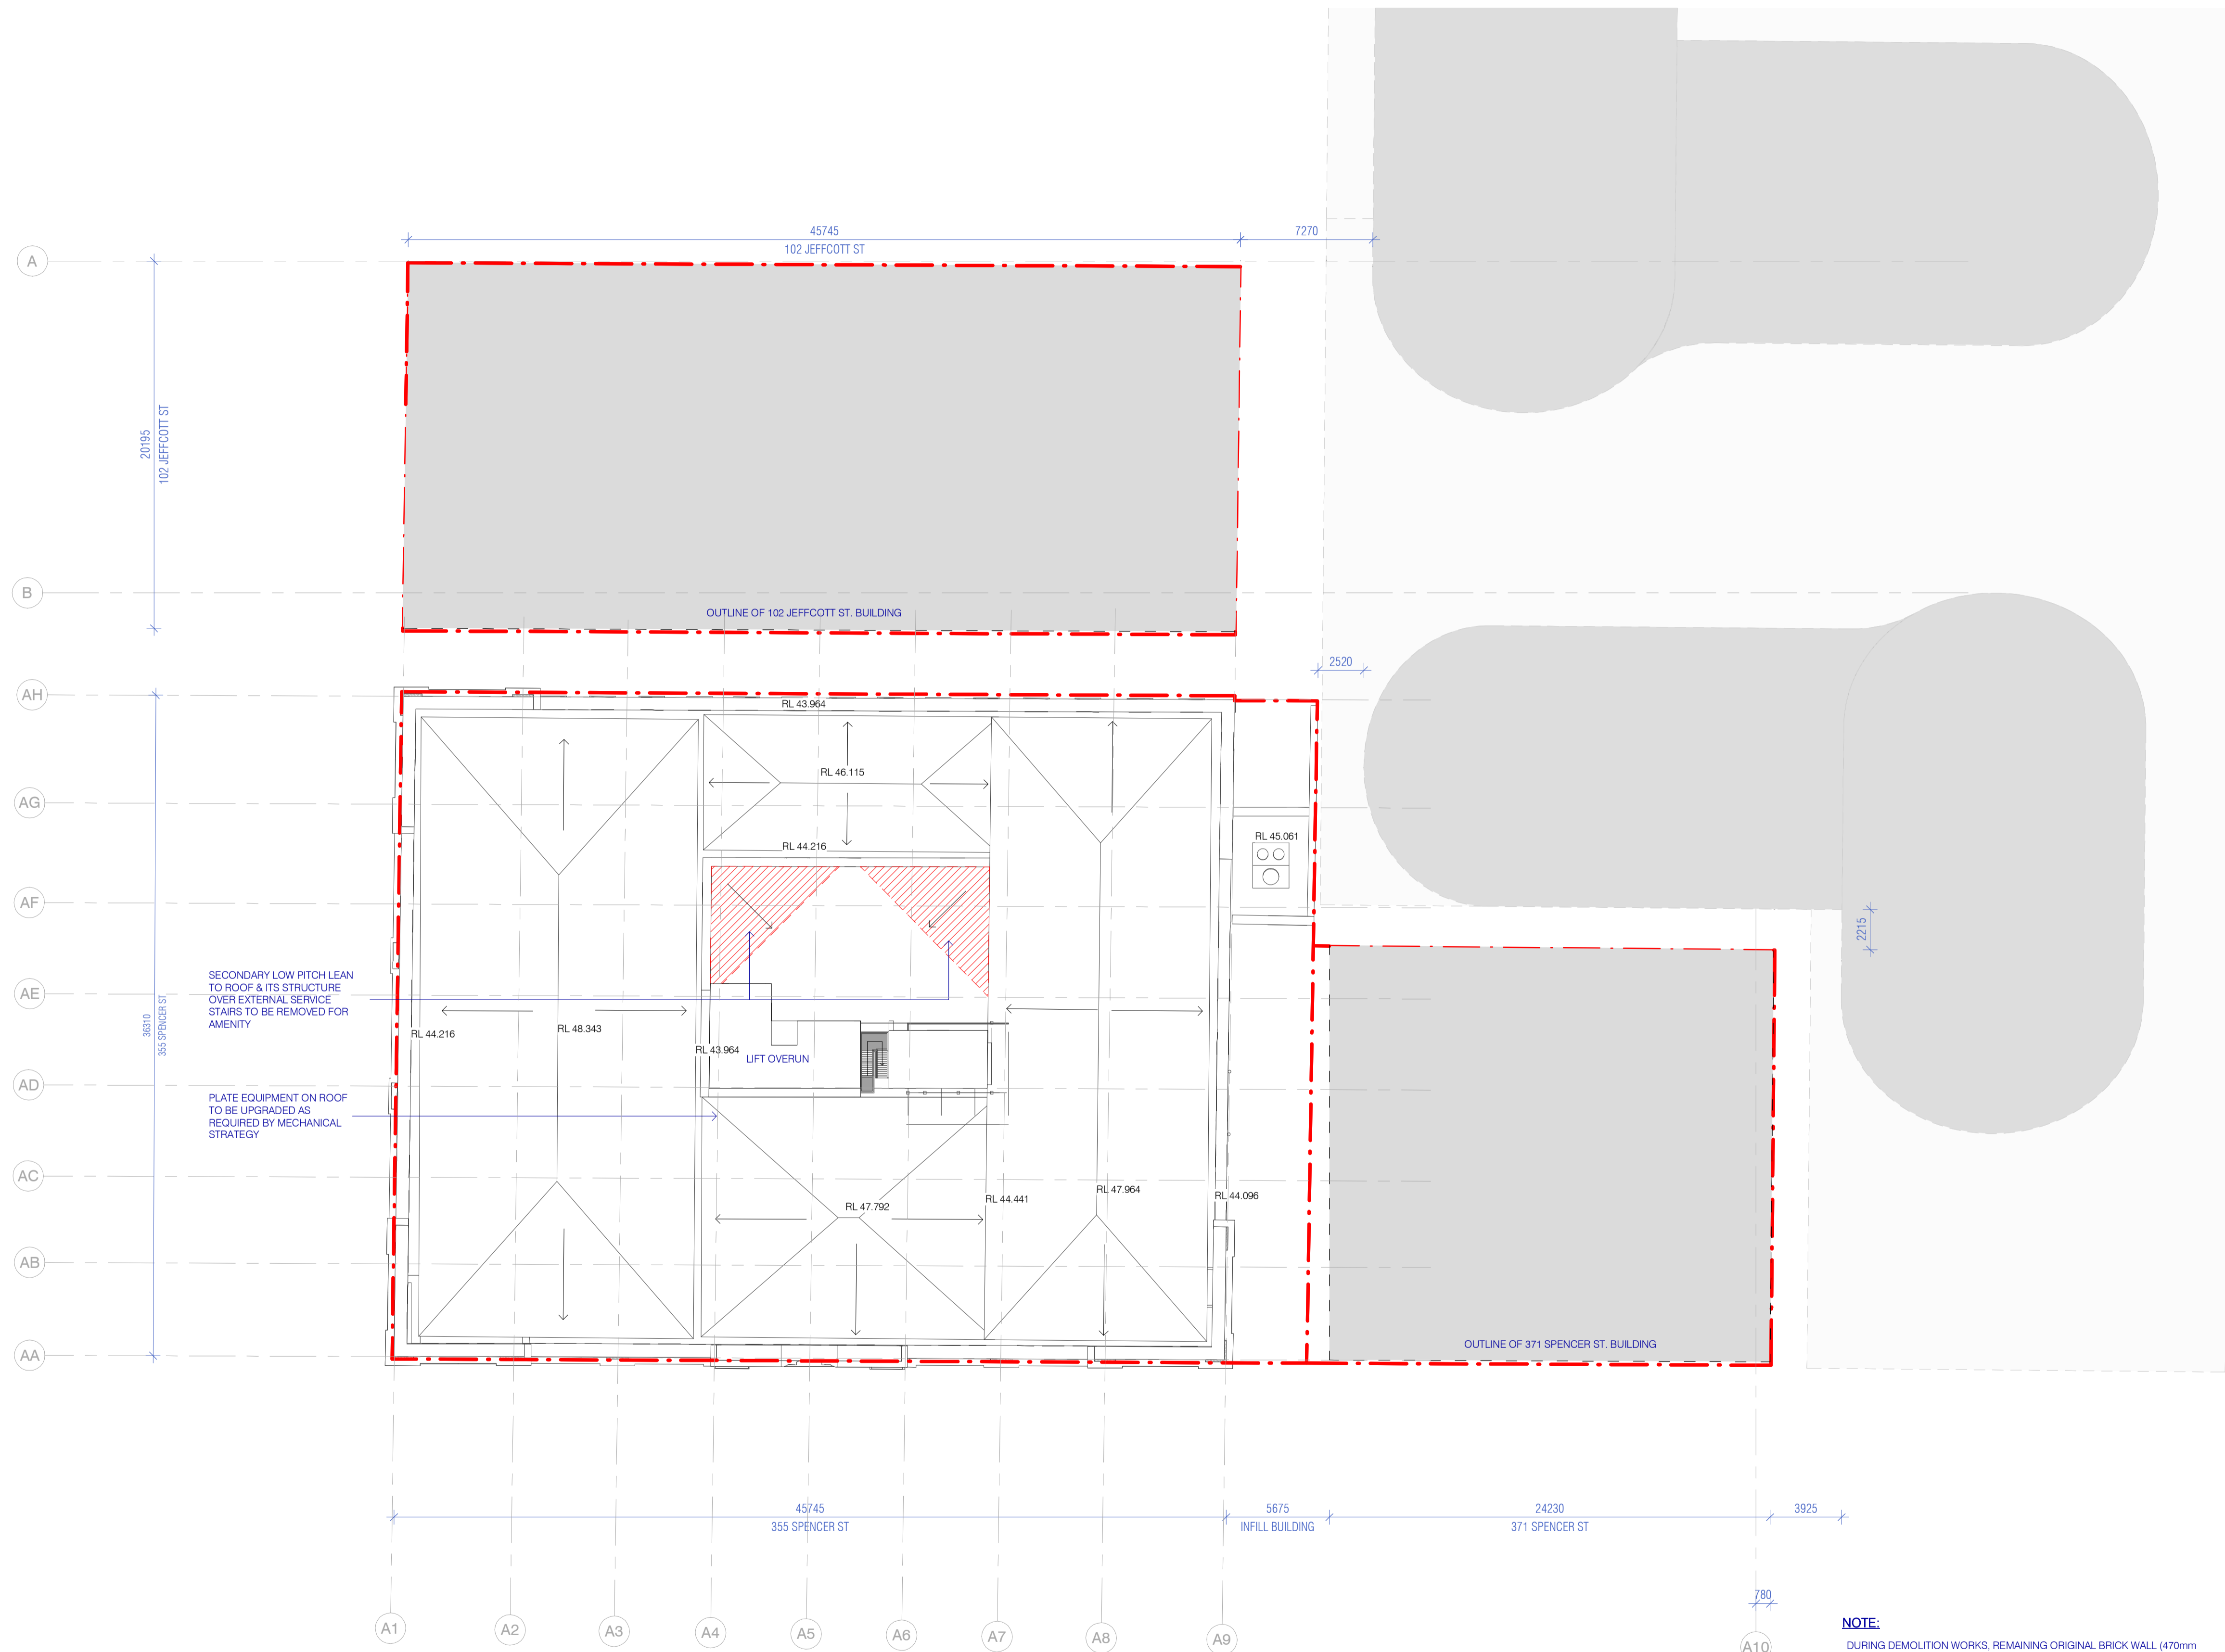 45745
7270
102 JEFFCOTT ST
A
20195
102 JEFFCOTT ST
B
OUTLINE OF 102 JEFFCOTT ST. BUILDING
2520
AH
RL 43.964
RL 46.115
AG
RL 45.061
RL 44.216
AF
2215
SECONDARY LOW PITCH LEAN
TO ROOF & ITS STRUCTURE
OVER EXTERNAL SERVICE
STAIRS TO BE REMOVED FOR
AMENITY
AE
36310
355 SPENCER ST
RL 44.216
RL 48.343
RL 43.964
LIFT OVERUN
AD
PLATE EQUIPMENT ON ROOF
TO BE UPGRADED AS
REQUIRED BY MECHANICAL
STRATEGY
AC
RL 47.792
RL 44.441
RL 47.964
RL 44.096
AB
OUTLINE OF 371 SPENCER ST. BUILDING
AA
45745
5675
24230
3925
355 SPENCER ST
INFILL BUILDING
371 SPENCER ST
780
A1
A2
A3
A4
A5
A6
A7
A8
A9
A10
NOTE:
DURING DEMOLITION WORKS, REMAINING ORIGINAL BRICK WALL (470mm